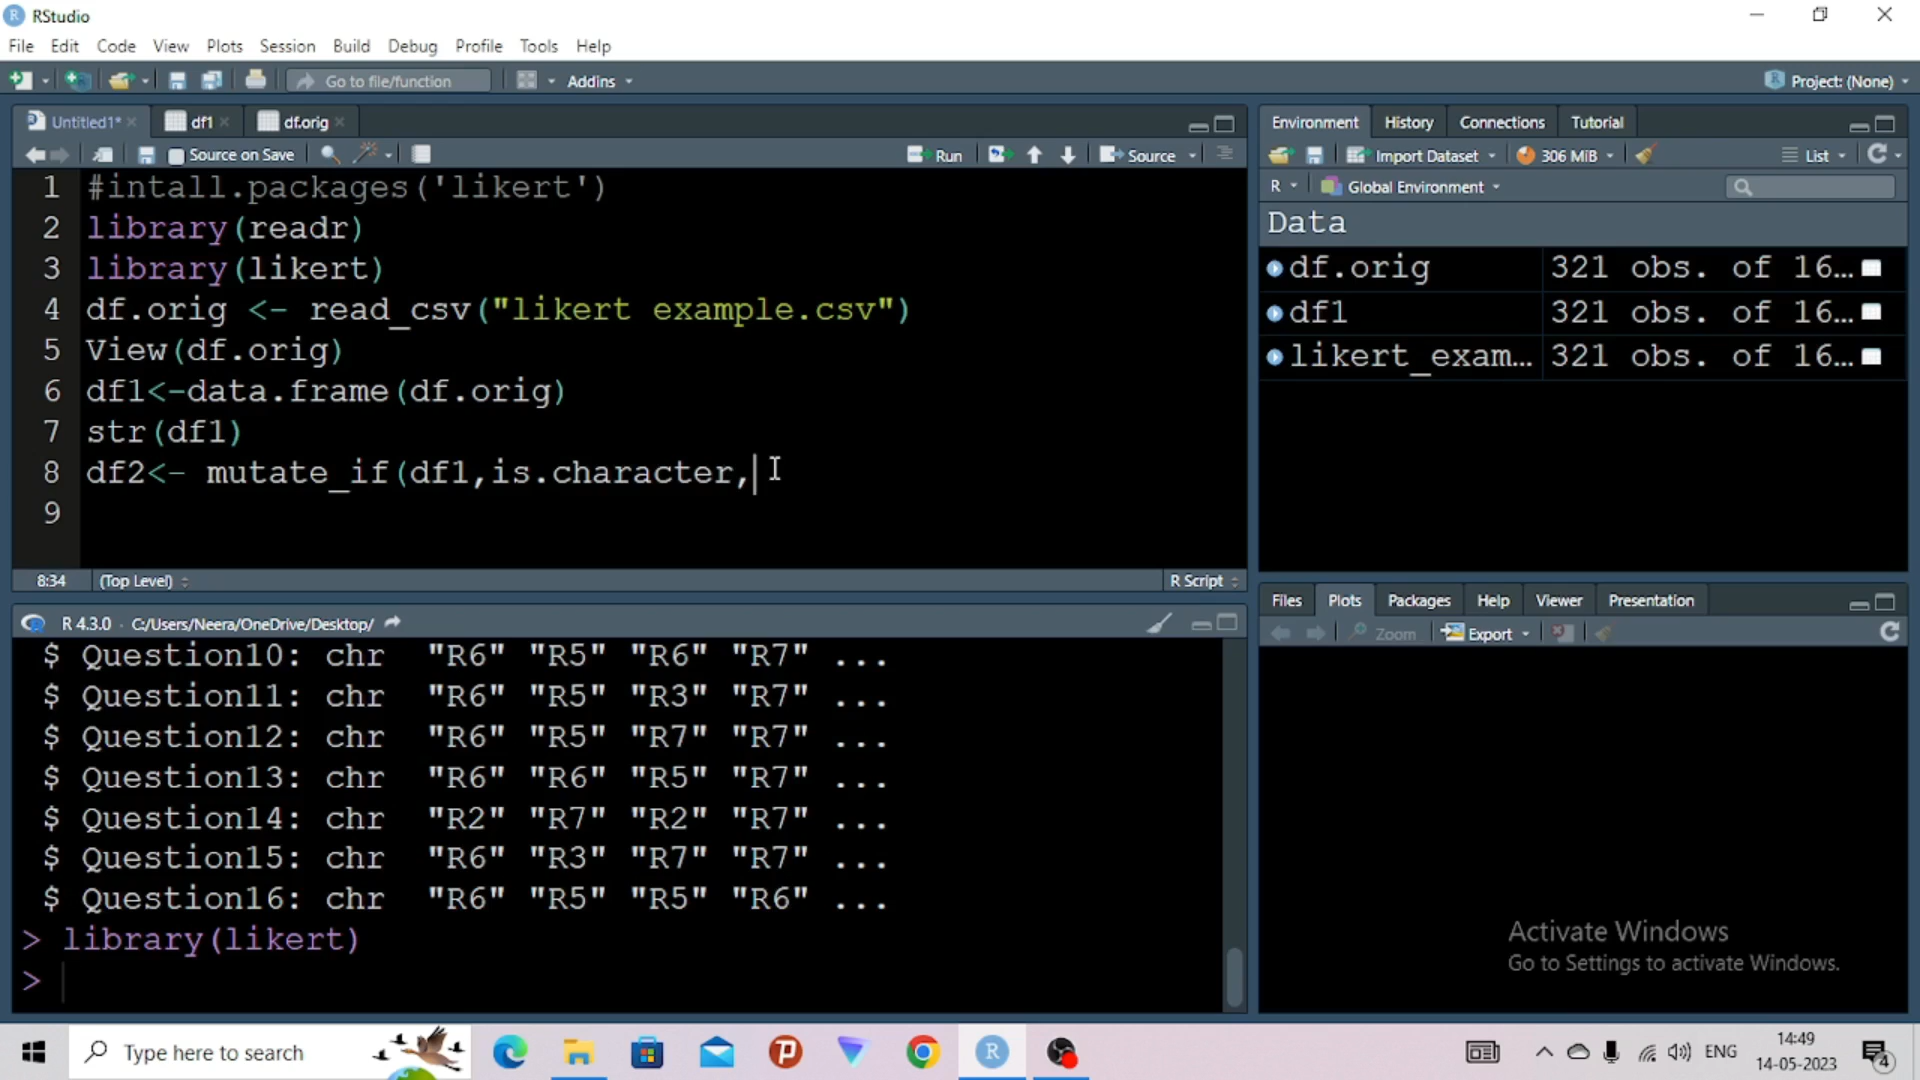 RStudio
File Edit Code View Plots Session Build Debug Profile Tools Help
Go to file/function Addins Project: (None)
Untitled1* df1 df.orig
Source on Save Run Source
1 #intall.packages('likert')
2 library(readr)
3 library(likert)
4 df.orig <- read_csv("likert example.csv")
5 View(df.orig)
6 df1<-data.frame(df.orig)
7 str(df1)
8 df2<- mutate_if(df1,is.character,
9
8:34 (Top Level) R Script
R 4.3.0 · C:/Users/Neera/OneDrive/Desktop/
$ Question10: chr "R6" "R5" "R6" "R7" ...
$ Question11: chr "R6" "R5" "R3" "R7" ...
$ Question12: chr "R6" "R5" "R7" "R7" ...
$ Question13: chr "R6" "R6" "R5" "R7" ...
$ Question14: chr "R2" "R7" "R2" "R7" ...
$ Question15: chr "R6" "R3" "R7" "R7" ...
$ Question16: chr "R6" "R5" "R5" "R6" ...
> library(likert)
>
Environment History Connections Tutorial
Import Dataset 306 MiB List
R Global Environment
Data
df.orig 321 obs. of 16...
df1 321 obs. of 16...
likert_exam... 321 obs. of 16...
Files Plots Packages Help Viewer Presentation
Zoom Export
Activate Windows
Go to Settings to activate Windows.
Type here to search ENG 14:49
14-05-2023 4